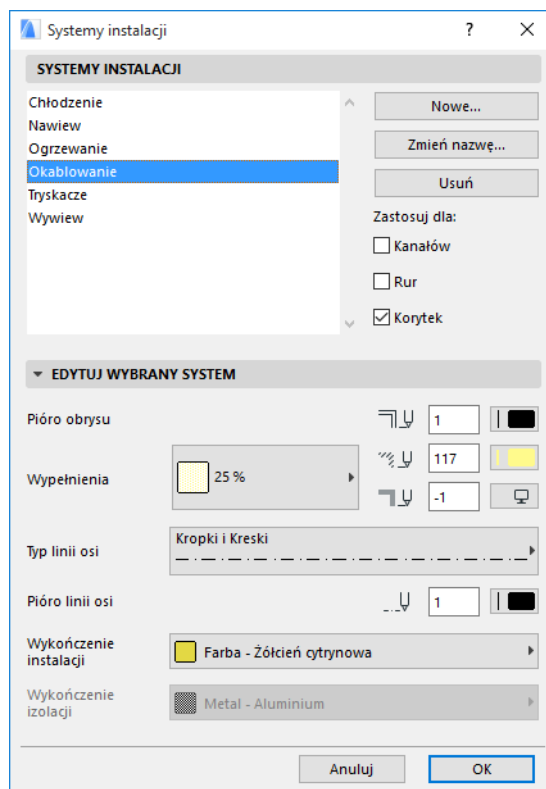 Systemy instalacji
?
SYSTEMY INSTALACJI
Chłodzenie
Nawiew
Ogrzewanie
Okablowanie
Tryskacze
Wywiew
Nowe...
Zmień nazwę...
Usuń
Zastosuj dla:
Kanałów
Rur
Korytek
EDYTUJ WYBRANY SYSTEM
Pióro obrysu
1
Wypełnienia
25 %
117
-1
Typ linii osi
Kropki i Kreski
Pióro linii osi
1
Wykończenie
instalacji
Farba - Żółcień cytrynowa
Wykończenie
izolacji
Metal - Aluminium
Anuluj
OK